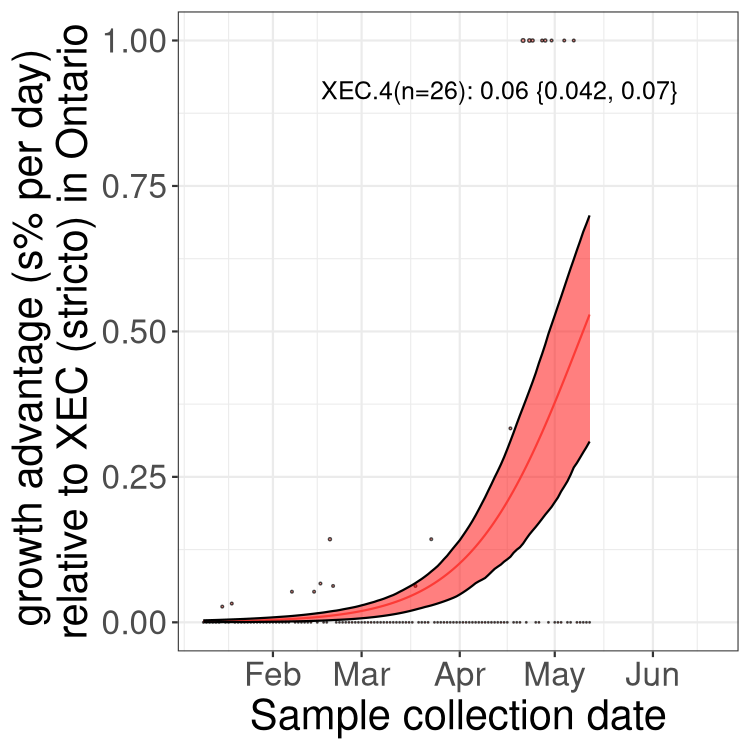 growth advantage (s% per day)
relative to XEC (stricto) in Ontario
1.00
0.75
0.50
0.25
0.00
XEC.4(n=26): 0.06 {0.042, 0.07}
Feb Mar Apr May Jun
Sample collection date